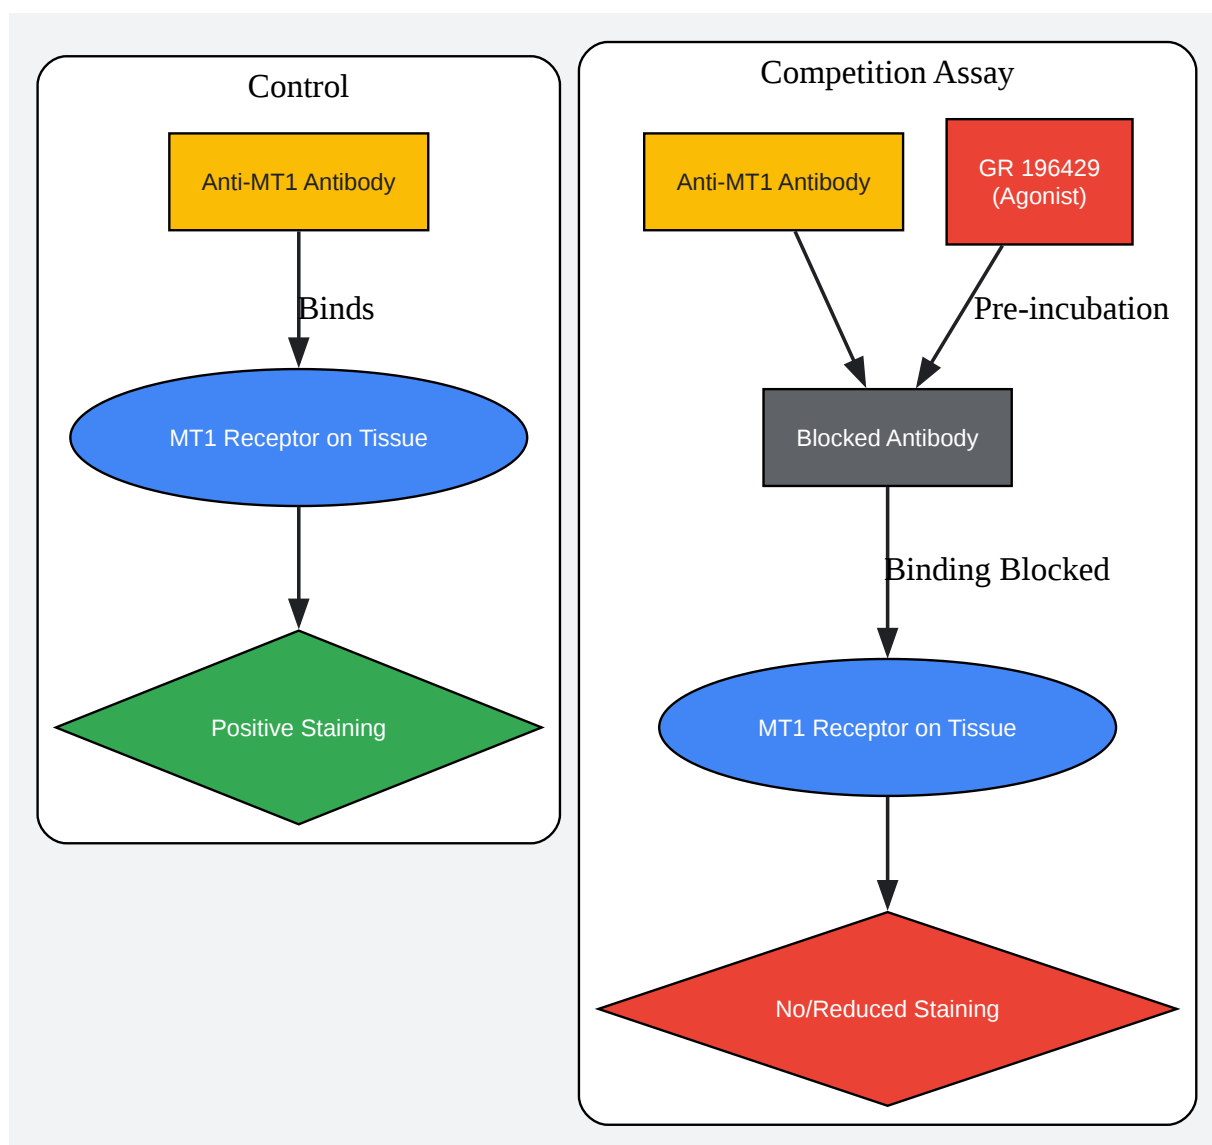 Control
Anti-MT1 Antibody
Binds
MT1 Receptor on Tissue
Positive Staining
Competition Assay
Anti-MT1 Antibody
GR 196429
(Agonist)
Pre-incubation
Blocked Antibody
Binding Blocked
MT1 Receptor on Tissue
No/Reduced Staining